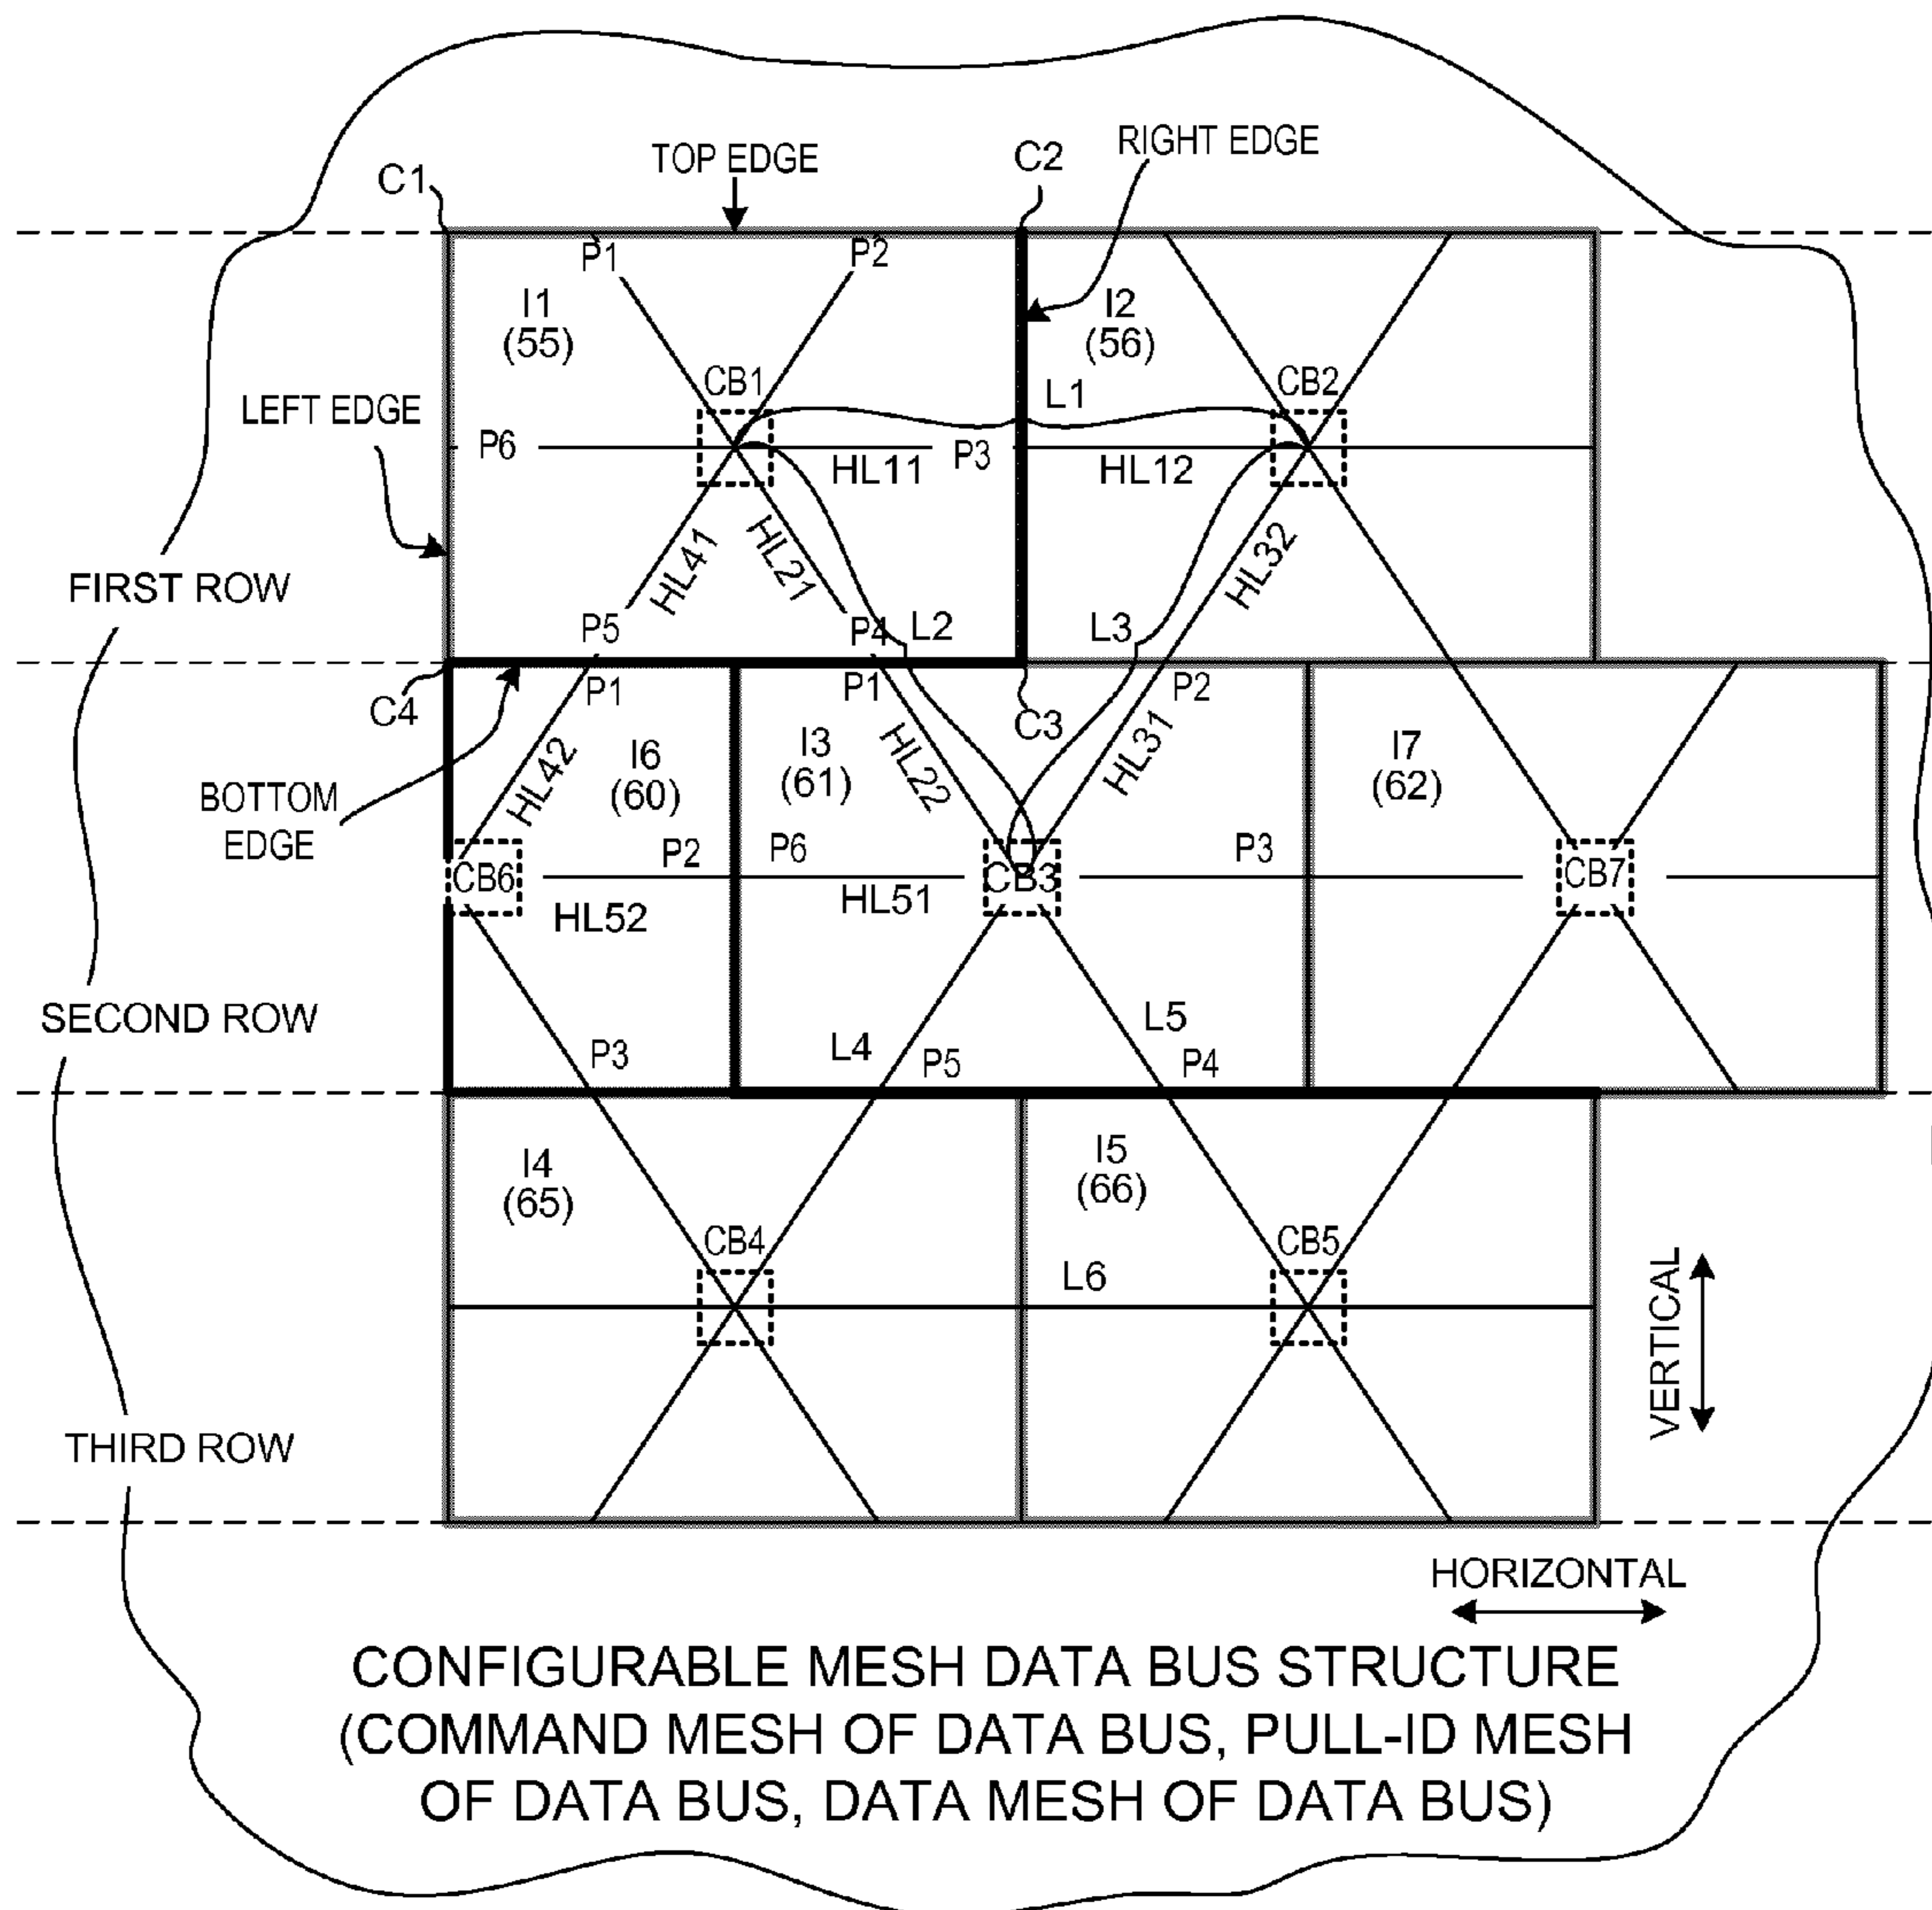 RIGHT EDGE
TOP EDGE
C2
C1
P1
P2
I1
(55)
I2
(56)
CB1
CB2
L1
LEFT EDGE
P6
P3
HL11
HL12
HL41
HL21
HL32
FIRST ROW
P5
P4
L2
L3
P1
P1
P2
C4
C3
I6
(60)
I3
(61)
I7
(62)
HL42
HL22
HL31
BOTTOM
EDGE
P2
P6
P3
CB6
CB3
CB7
HL52
HL51
SECOND ROW
L5
P3
L4
P5
P4
I4
(65)
I5
(66)
CB4
CB5
L6
VERTICAL
THIRD ROW
HORIZONTAL
CONFIGURABLE MESH DATA BUS STRUCTURE
(COMMAND MESH OF DATA BUS, PULL-ID MESH
OF DATA BUS, DATA MESH OF DATA BUS)